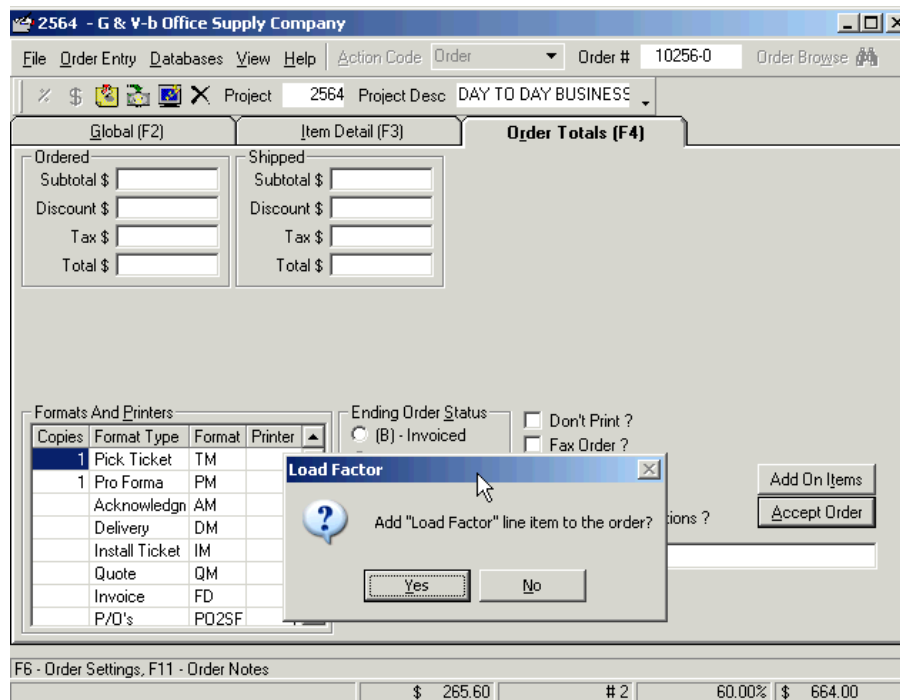 2564 - G & V-b Office Supply Company
File Order Entry Databases View Help Action Code Order Order # 10256-0 Order Browse
% $ Project 2564 Project Desc DAY TO DAY BUSINESS
Global (F2) Item Detail (F3) Order Totals (F4)
Ordered
Subtotal $
Discount $
Tax $
Total $
Shipped
Subtotal $
Discount $
Tax $
Total $
Formats And Printers
Copies Format Type Format Printer
1 Pick Ticket TM
1 Pro Forma PM
Acknowledgn AM
Delivery DM
Install Ticket IM
Quote QM
Invoice FD
P/O's PO2SF
Ending Order Status
(B) - Invoiced
Don't Print ?
Fax Order ?
tions ?
Load Factor
Add "Load Factor" line item to the order?
Yes No
Add On Items
Accept Order
F6 - Order Settings, F11 - Order Notes
$ 265.60 # 2 60.00% $ 664.00